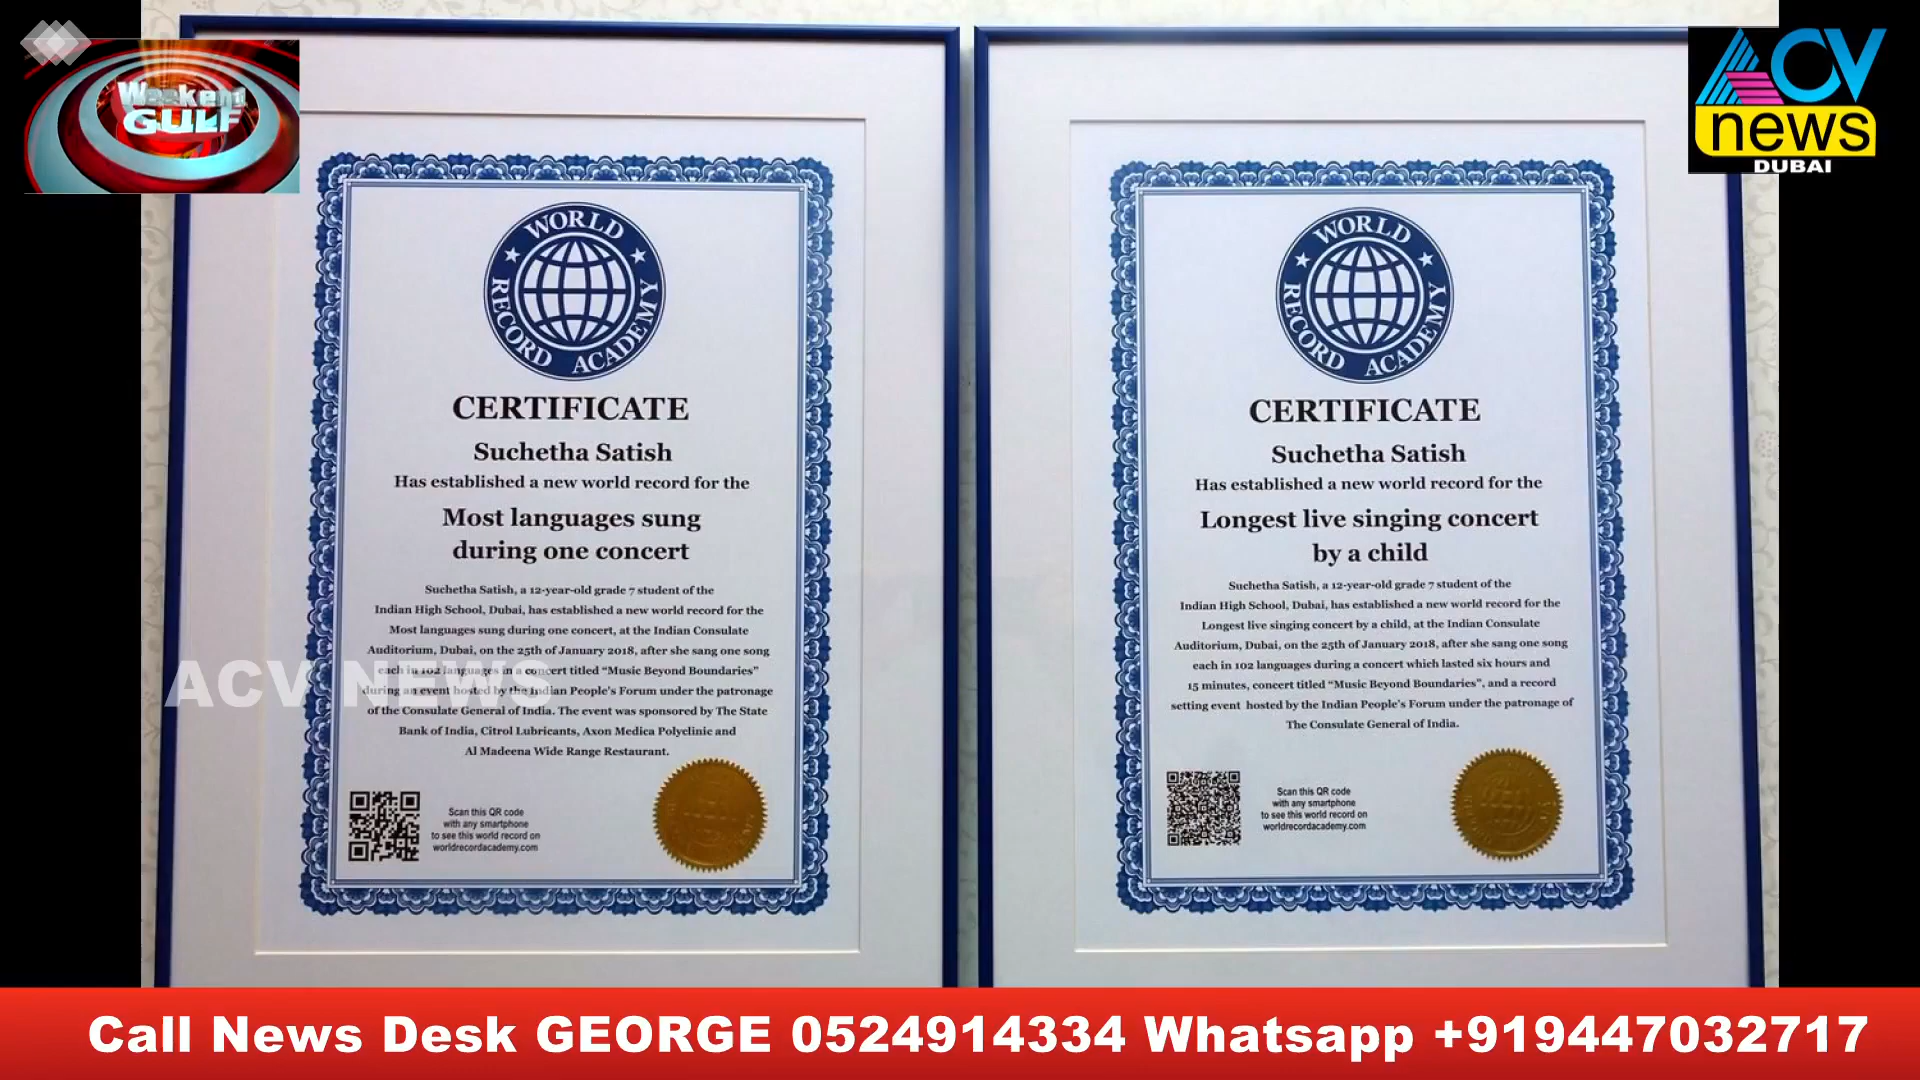 Weekend
GULF
ACV
news
DUBAI
WORLD
RECORD ACADEMY
CERTIFICATE
Suchetha Satish
Has established a new world record for the
Most languages sung
during one concert
Suchetha Satish, a 12-year-old grade 7 student of the
Indian High School, Dubai, has established a new world record for the
Most languages sung during one concert, at the Indian Consulate
Auditorium, Dubai, on the 25th of January 2018, after she sang one song
each in 102 languages in a concert titled “Music Beyond Boundaries”
during an event hosted by the Indian People's Forum under the patronage
of the Consulate General of India. The event was sponsored by The State
Bank of India, Citrol Lubricants, Axon Medica Polyclinic and
Al Madeena Wide Range Restaurant.
Scan this QR code
with any smartphone
to see this world record on
worldrecordacademy.com
ACV NEWS
WORLD
RECORD ACADEMY
CERTIFICATE
Suchetha Satish
Has established a new world record for the
Longest live singing concert
by a child
Suchetha Satish, a 12-year-old grade 7 student of the
Indian High School, Dubai, has established a new world record for the
Longest live singing concert by a child, at the Indian Consulate
Auditorium, Dubai, on the 25th of January 2018, after she sang one song
each in 102 languages during a concert which lasted six hours and
15 minutes, concert titled “Music Beyond Boundaries”, and a record
setting event hosted by the Indian People's Forum under the patronage of
The Consulate General of India.
Scan this QR code
with any smartphone
to see this world record on
worldrecordacademy.com
Call News Desk GEORGE 0524914334 Whatsapp +919447032717